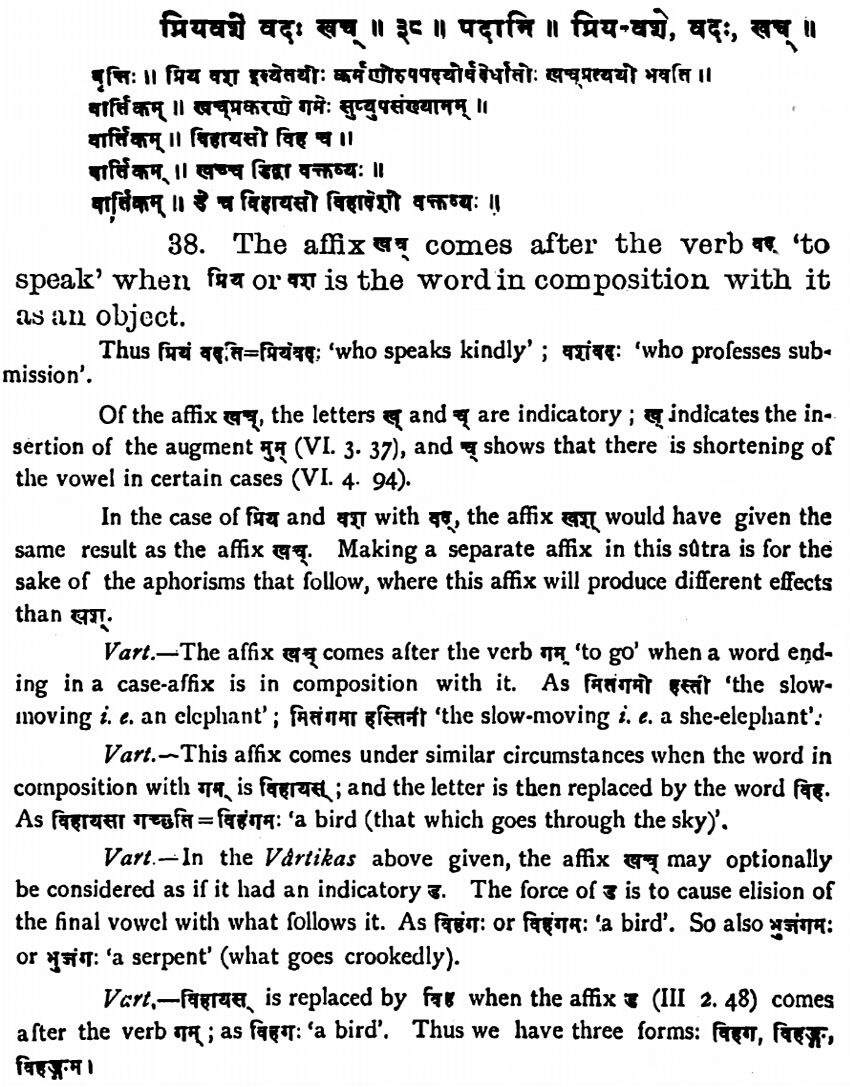 प्रियवशे वदः खच् ॥ ३८ ॥ पदानि ॥ प्रिय-वशे, वदः, खच् ॥
वृत्तिः ॥ प्रिय वश इत्येतयोः कर्मणोरुपपदयोर्वदेर्धातोः खच्प्रत्ययो भवति ॥
वार्त्तिकम् ॥ खच्प्रकरणे गमेः सुप्युपसंख्यानम् ॥
वार्त्तिकम् ॥ विहायसो विह च ॥
वार्त्तिकम् ॥ खच्च डिद्वा वक्तव्यः ॥
वार्त्तिकम् ॥ डे च विहायसो विहादेशो वक्तव्यः ॥
38. The affix खच् comes after the verb वद् ‘to
speak’ when प्रिय or वश is the word in composition with it
as an object.
Thus प्रियं वदति=प्रियंवदः ‘who speaks kindly’ ; वशंवदः ‘who professes sub-
mission’.
Of the affix खच्, the letters ख् and च् are indicatory ; ख् indicates the in-
sertion of the augment मुम् (VI. 3. 37), and च् shows that there is shortening of
the vowel in certain cases (VI. 4. 94).
In the case of प्रिय and वश with वद्, the affix खश् would have given the
same result as the affix खच्. Making a separate affix in this sûtra is for the
sake of the aphorisms that follow, where this affix will produce different effects
than खश्.
Vart.—The affix खच् comes after the verb गम् ‘to go’ when a word end-
ing in a case-affix is in composition with it. As मितंगमो हस्ती ‘the slow-
moving i. e. an elephant’ ; मितंगमा हस्तिनी ‘the slow-moving i. e. a she-elephant’.
Vart.—This affix comes under similar circumstances when the word in
composition with गम् is विहायस् ; and the letter is then replaced by the word विह.
As विहायसा गच्छति=विहंगमः ‘a bird (that which goes through the sky)’.
Vart.—In the Vârtikas above given, the affix खच् may optionally
be considered as if it had an indicatory ड. The force of ड is to cause elision of
the final vowel with what follows it. As विहंगः or विहंगमः ‘a bird’. So also भुजंगमः
or भुजंगः ‘a serpent’ (what goes crookedly).
Vart.—विहायस् is replaced by विह when the affix ड (III 2. 48) comes
after the verb गम् ; as विहगः ‘a bird’. Thus we have three forms: विहग, विहङ्ग,
विहङ्गम।